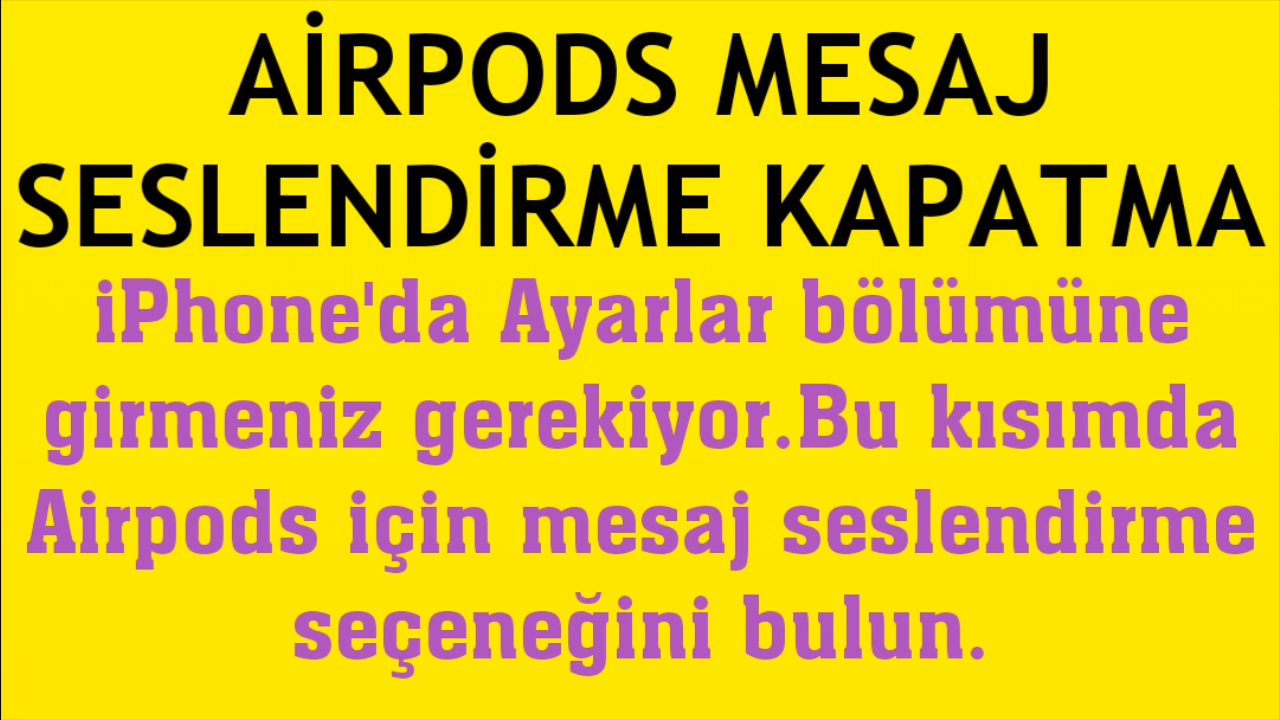 AİRPODS MESAJ
SESLENDİRME KAPATMA
iPhone'da Ayarlar bölümüne
girmeniz gerekiyor.Bu kısımda
Airpods için mesaj seslendirme
seçeneğini bulun.